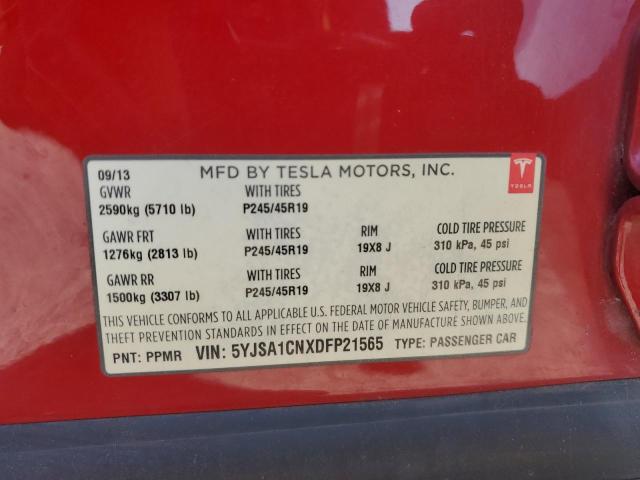 09/13 MFD BY TESLA MOTORS, INC.
TESLA
GVWR WITH TIRES
2590kg (5710 lb) P245/45R19
GAWR FRT WITH TIRES RIM COLD TIRE PRESSURE
1276kg (2813 lb) P245/45R19 19X8 J 310 kPa, 45 psi
GAWR RR WITH TIRES RIM COLD TIRE PRESSURE
1500kg (3307 lb) P245/45R19 19X8 J 310 kPa, 45 psi
THIS VEHICLE CONFORMS TO ALL APPLICABLE U.S. FEDERAL MOTOR VEHICLE SAFETY, BUMPER, AND
THEFT PREVENTION STANDARDS IN EFFECT ON THE DATE OF MANUFACTURE SHOWN ABOVE.
PNT: PPMR VIN: 5YJSA1CNXDFP21565 TYPE: PASSENGER CAR